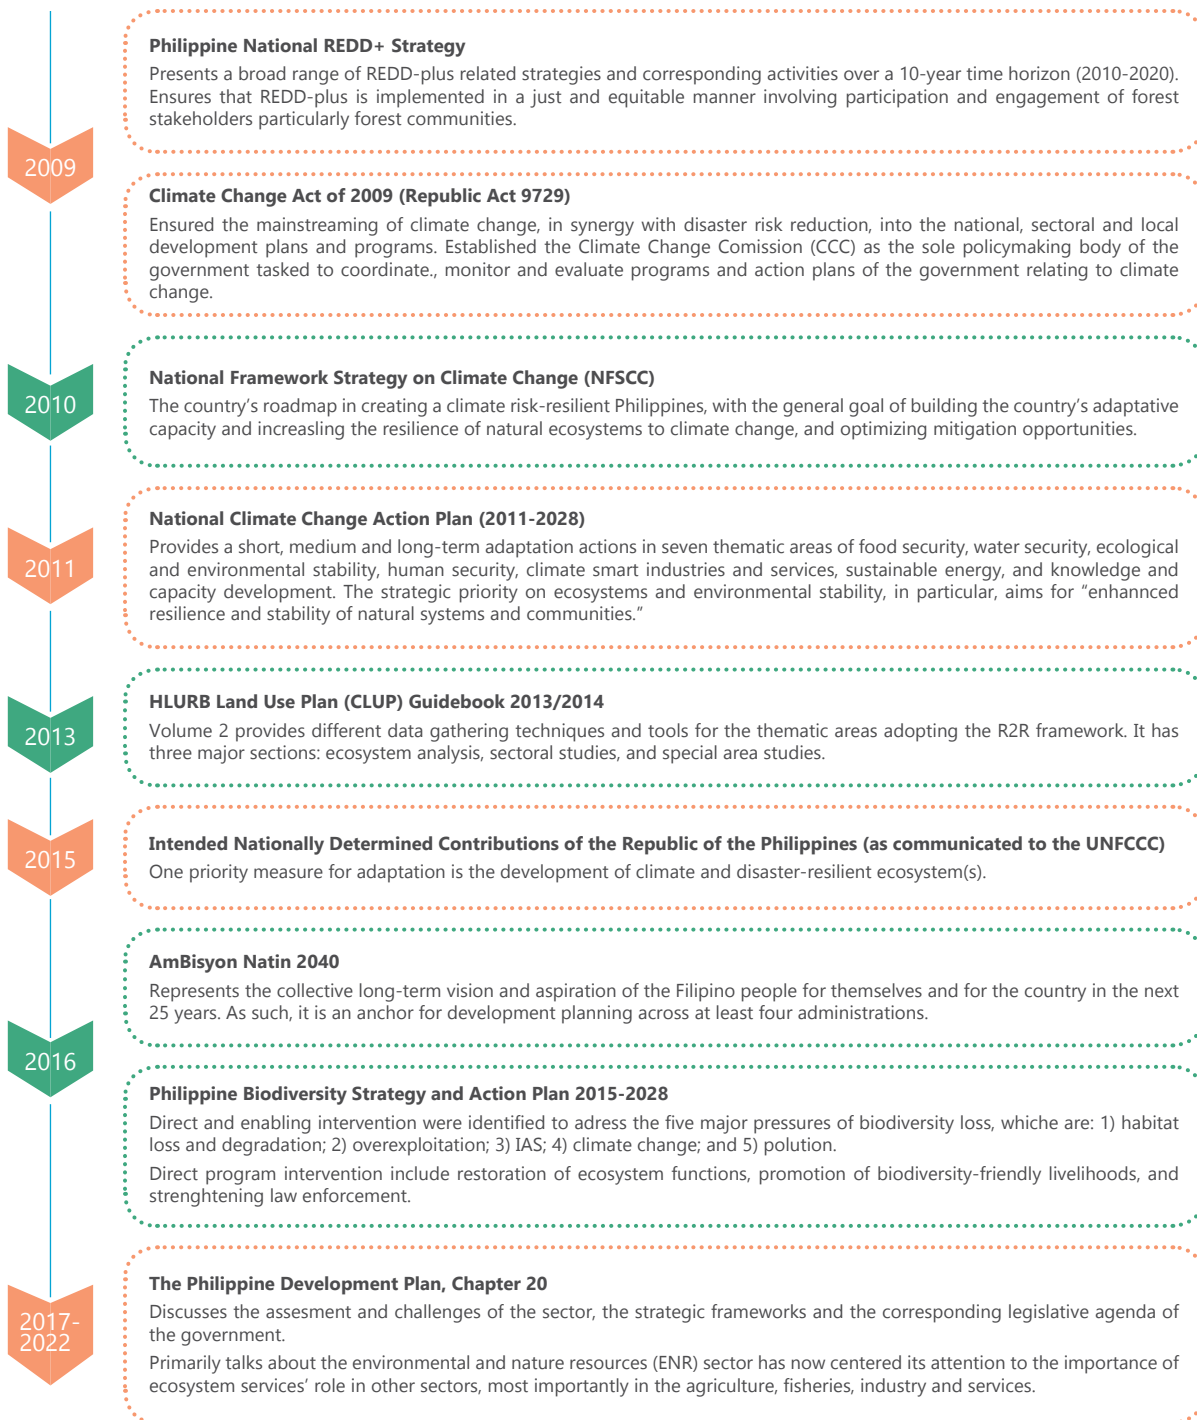 Philippine National REDD+ Strategy
Presents a broad range of REDD-plus related strategies and corresponding activities over a 10-year time horizon (2010-2020).
Ensures that REDD-plus is implemented in a just and equitable manner involving participation and engagement of forest
stakeholders particularly forest communities.
2009
Climate Change Act of 2009 (Republic Act 9729)
Ensured the mainstreaming of climate change, in synergy with disaster risk reduction, into the national, sectoral and local
development plans and programs. Established the Climate Change Comission (CCC) as the sole policymaking body of the
government tasked to coordinate., monitor and evaluate programs and action plans of the government relating to climate
change.
National Framework Strategy on Climate Change (NFSCC)
2010
The country's roadmap in creating a climate risk-resilient Philippines, with the general goal of building the country's adaptative
capacity and increasling the resilience of natural ecosystems to climate change, and optimizing mitigation opportunities.
National Climate Change Action Plan (2011-2028)
Provides a short, medium and long-term adaptation actions in seven thematic areas of food security, water security, ecological
2011
and environmental stability, human security, climate smart industries and services, sustainable energy, and knowledge and
capacity development. The strategic priority on ecosystems and environmental stability, in particular, aims for “enhannced
resilience and stability of natural systems and communities.”
HLURB Land Use Plan (CLUP) Guidebook 2013/2014
2013
Volume 2 provides different data gathering techniques and tools for the thematic areas adopting the R2R framework. It has
three major sections: ecosystem analysis, sectoral studies, and special area studies.
Intended Nationally Determined Contributions of the Republic of the Philippines (as communicated to the UNFCCC)
2015
One priority measure for adaptation is the development of climate and disaster-resilient ecosystem(s).
AmBisyon Natin 2040
Represents the collective long-term vision and aspiration of the Filipino people for themselves and for the country in the next
25 years. As such, it is an anchor for development planning across at least four administrations.
2016
Philippine Biodiversity Strategy and Action Plan 2015-2028
Direct and enabling intervention were identified to adress the five major pressures of biodiversity loss, whiche are: 1) habitat
loss and degradation; 2) overexploitation; 3) IAS; 4) climate change; and 5) polution.
Direct program intervention include restoration of ecosystem functions, promotion of biodiversity-friendly livelihoods, and
strenghtening law enforcement.
The Philippine Development Plan, Chapter 20
2017-
2022
Discusses the assesment and challenges of the sector, the strategic frameworks and the corresponding legislative agenda of
the government.
Primarily talks about the environmental and nature resources (ENR) sector has now centered its attention to the importance of
ecosystem services' role in other sectors, most importantly in the agriculture, fisheries, industry and services.